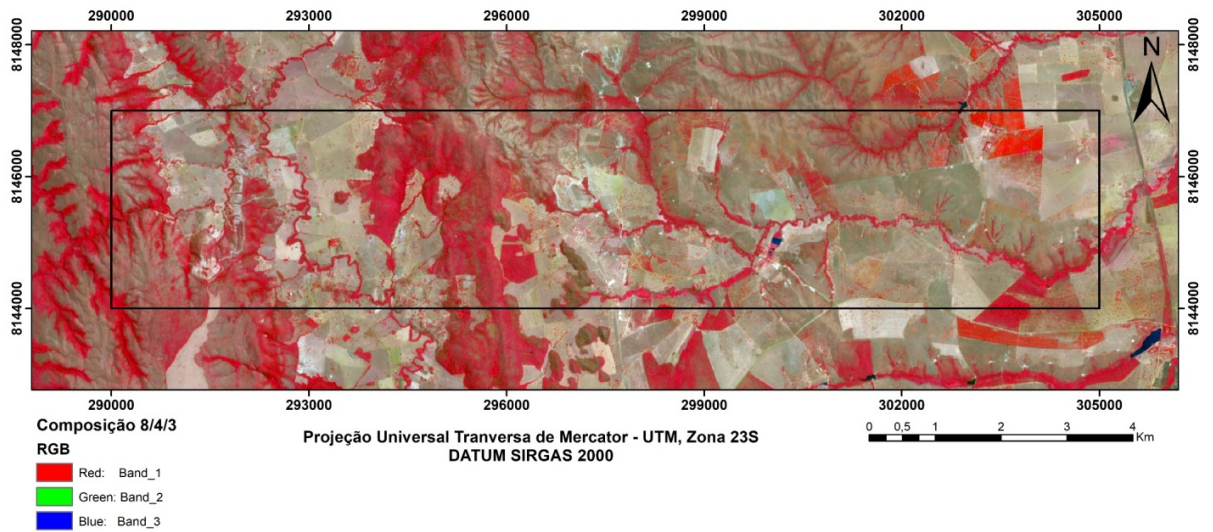 290000 293000 296000 299000 302000 305000
8148000 8148000
N
8146000 8146000
8144000 8144000
290000 293000 296000 299000 302000 305000
Composição 8/4/3
RGB
Red: Band_1
Green: Band_2
Blue: Band_3
Projeção Universal Tranversa de Mercator - UTM, Zona 23S
DATUM SIRGAS 2000
0 0,5 1 2 3 4
Km